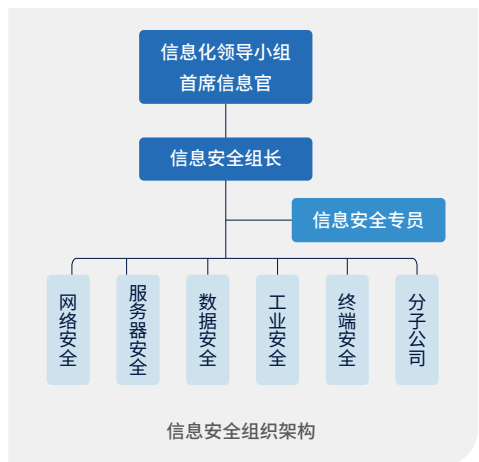 信息化领导小组
首席信息官
信息安全组长
信息安全专员
网络安全
服务器安全
数据安全
工业安全
终端安全
分子公司
信息安全组织架构